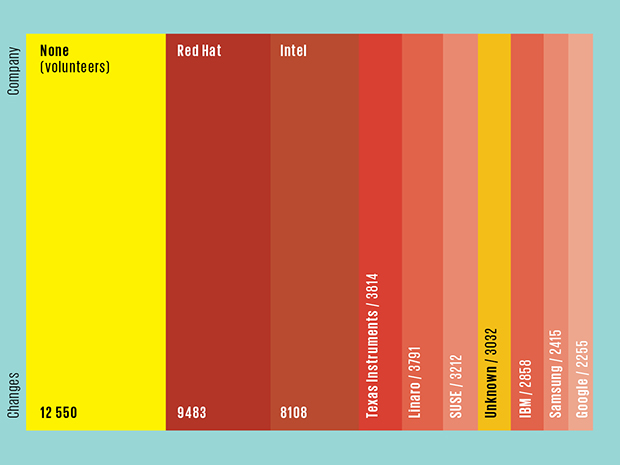 Company
None
(volunteers)
Red Hat
Intel
Changes
12 550
9483
8108
Texas Instruments / 3814
Linaro / 3791
SUSE / 3212
Unknown / 3032
IBM / 2858
Samsung / 2415
Google / 2255